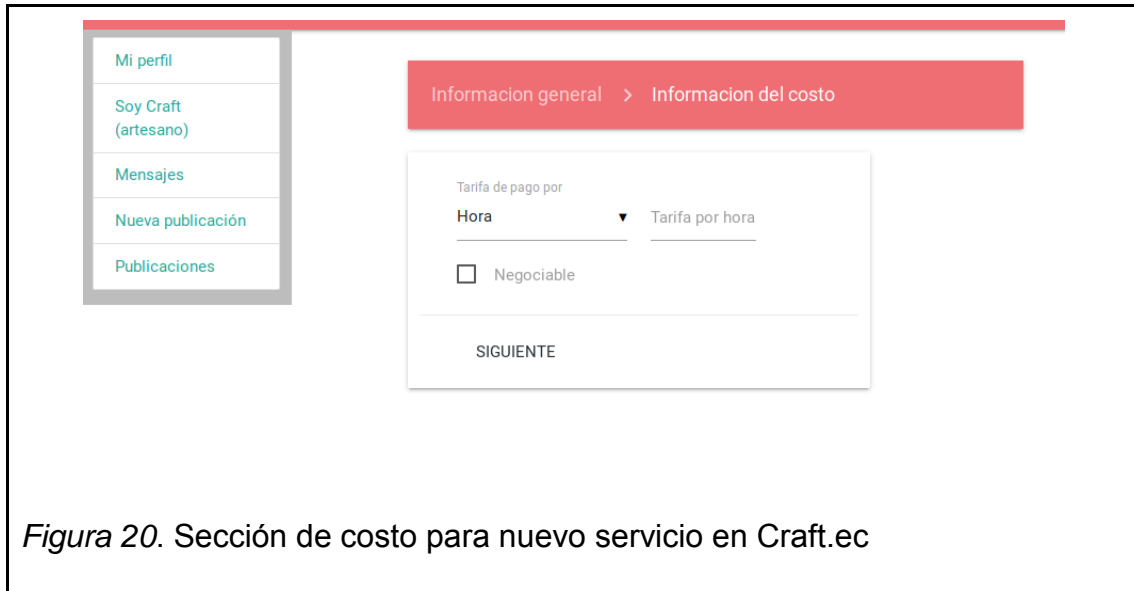 Mi perfil
Soy Craft
(artesano)
Mensajes
Nueva publicación
Publicaciones
Informacion general > Informacion del costo
Tarifa de pago por
Hora ▼ Tarifa por hora
Negociable
SIGUIENTE
Figura 20. Sección de costo para nuevo servicio en Craft.ec